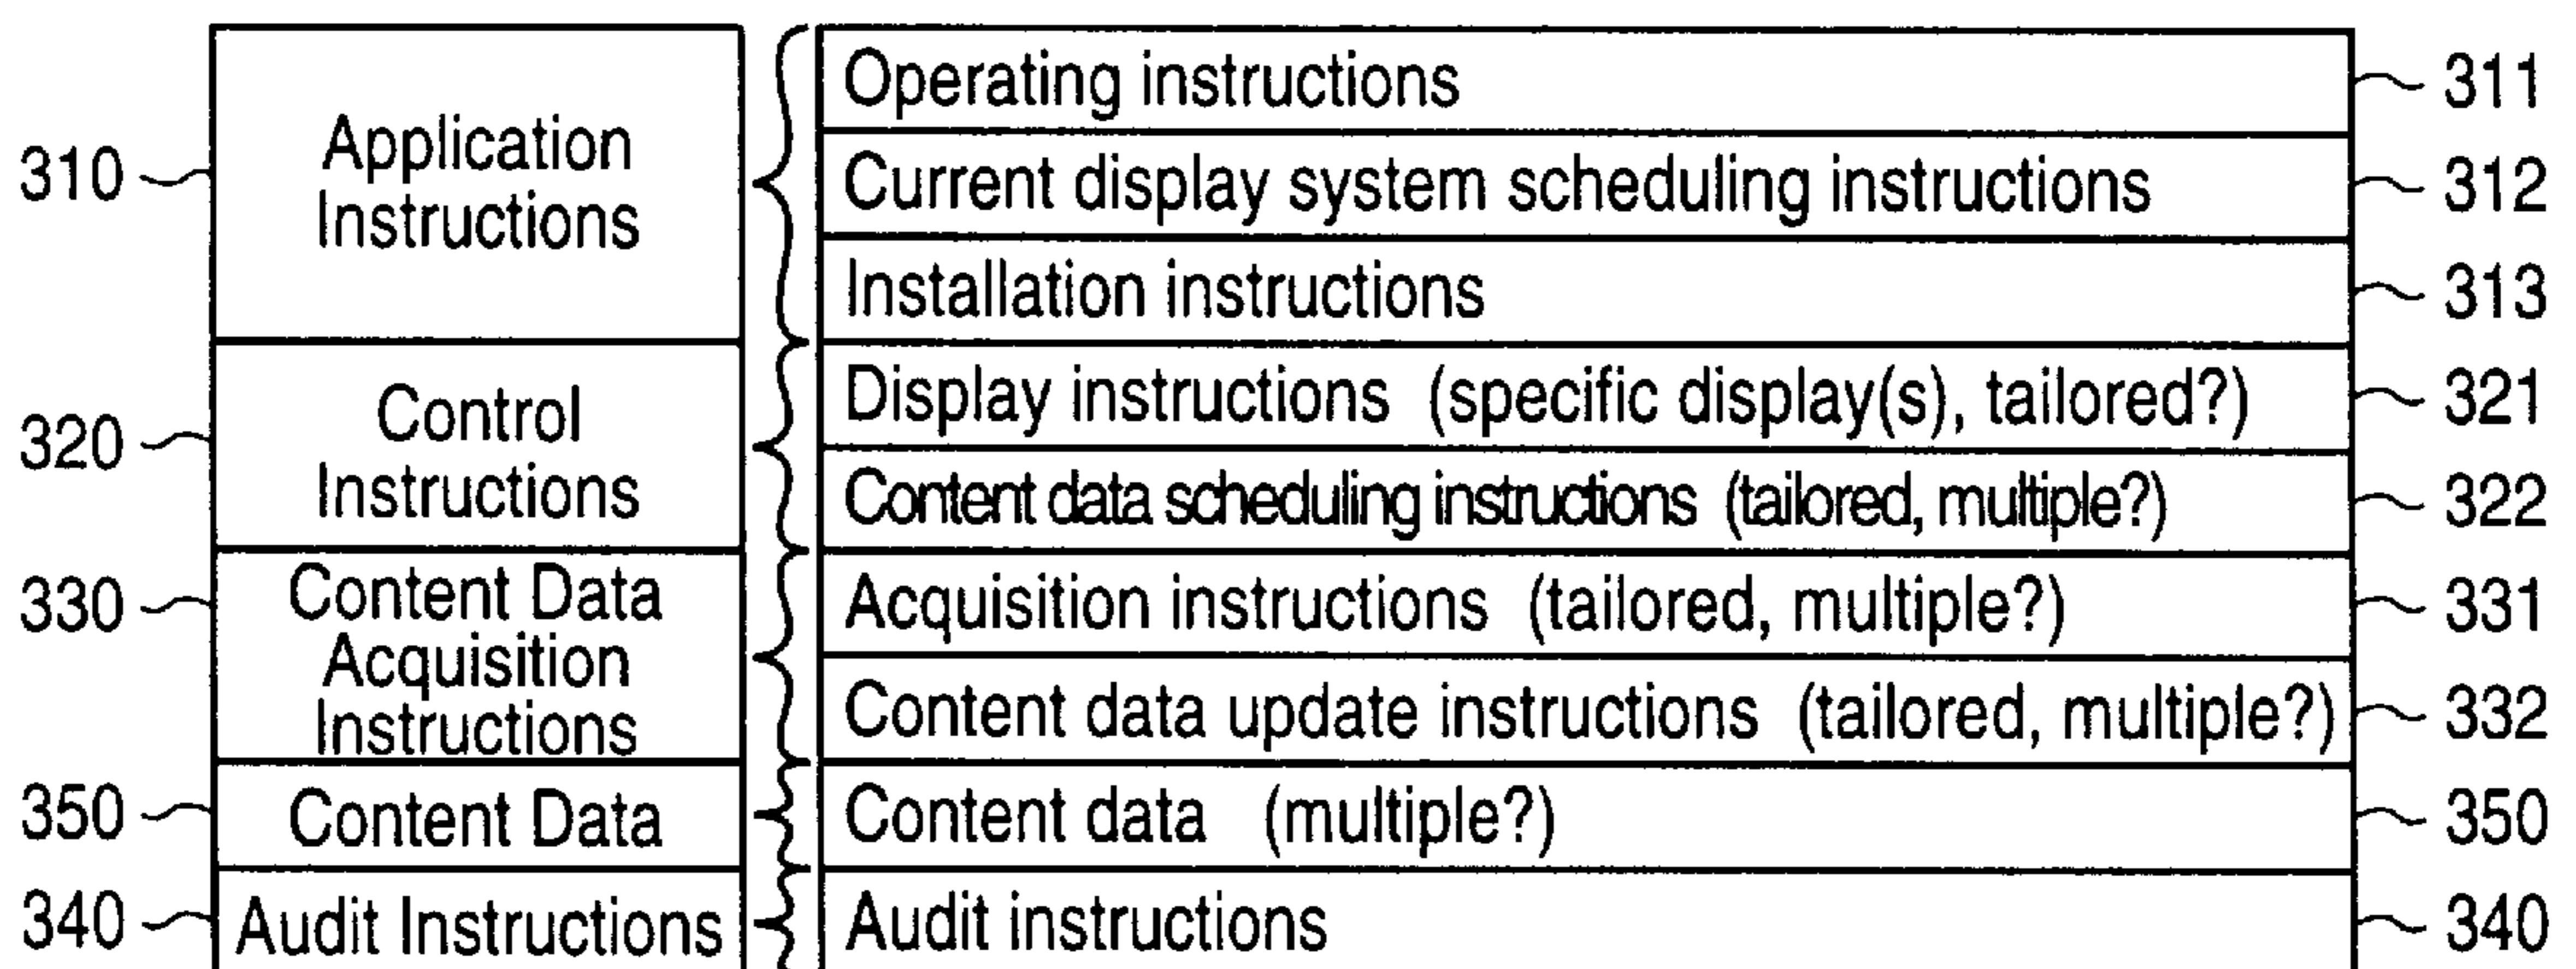 310
Application
Instructions
Operating instructions
311
Current display system scheduling instructions
312
Installation instructions
313
320
Control
Instructions
Display instructions (specific display(s), tailored?)
321
Content data scheduling instructions (tailored, multiple?)
322
330
Content Data
Acquisition
Instructions
Acquisition instructions (tailored, multiple?)
331
Content data update instructions (tailored, multiple?)
332
350
Content Data
Content data (multiple?)
350
340
Audit Instructions
Audit instructions
340